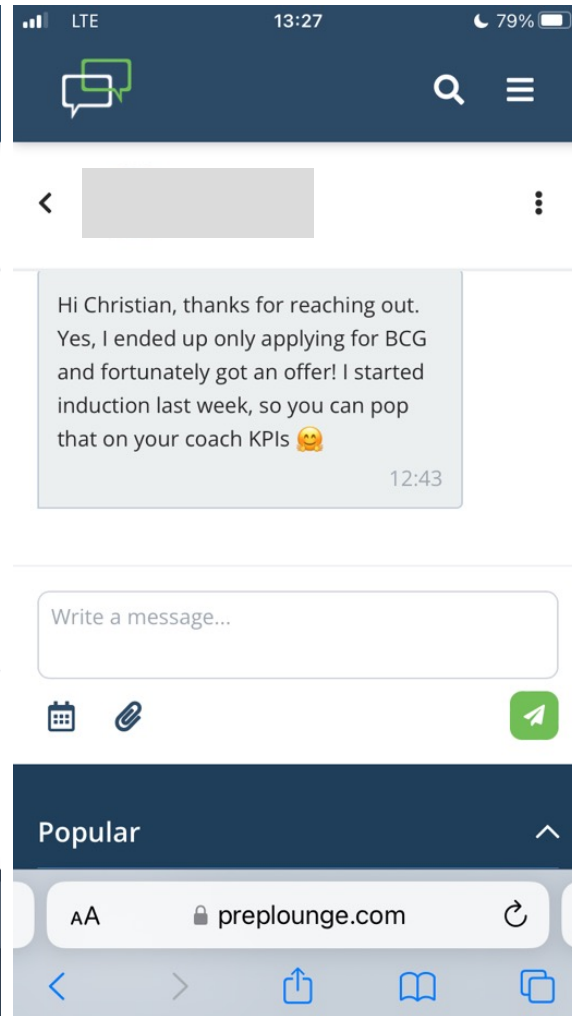 LTE
13:27
79%
Hi Christian, thanks for reaching out.
Yes, I ended up only applying for BCG
and fortunately got an offer! I started
induction last week, so you can pop
that on your coach KPIs 🤗
12:43
Write a message...
Popular
AA
preplounge.com